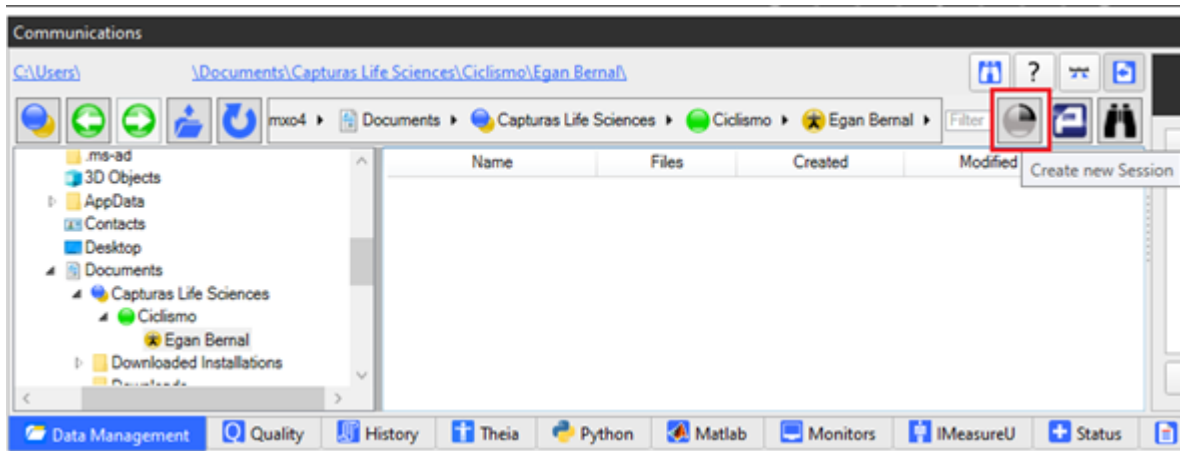 Communications
C:\Users\ \Documents\Capturas Life Sciences\Ciclismo\Egan Bernal\
?
mxo4 Documents Capturas Life Sciences Ciclismo Egan Bernal Filter
Name Files Created Modified
Create new Session
.ms-ad
3D Objects
AppData
Contacts
Desktop
Documents
Capturas Life Sciences
Ciclismo
Egan Bernal
Downloaded Installations
Downloads
Data Management Quality History Theia Python Matlab Monitors IMeasureU Status